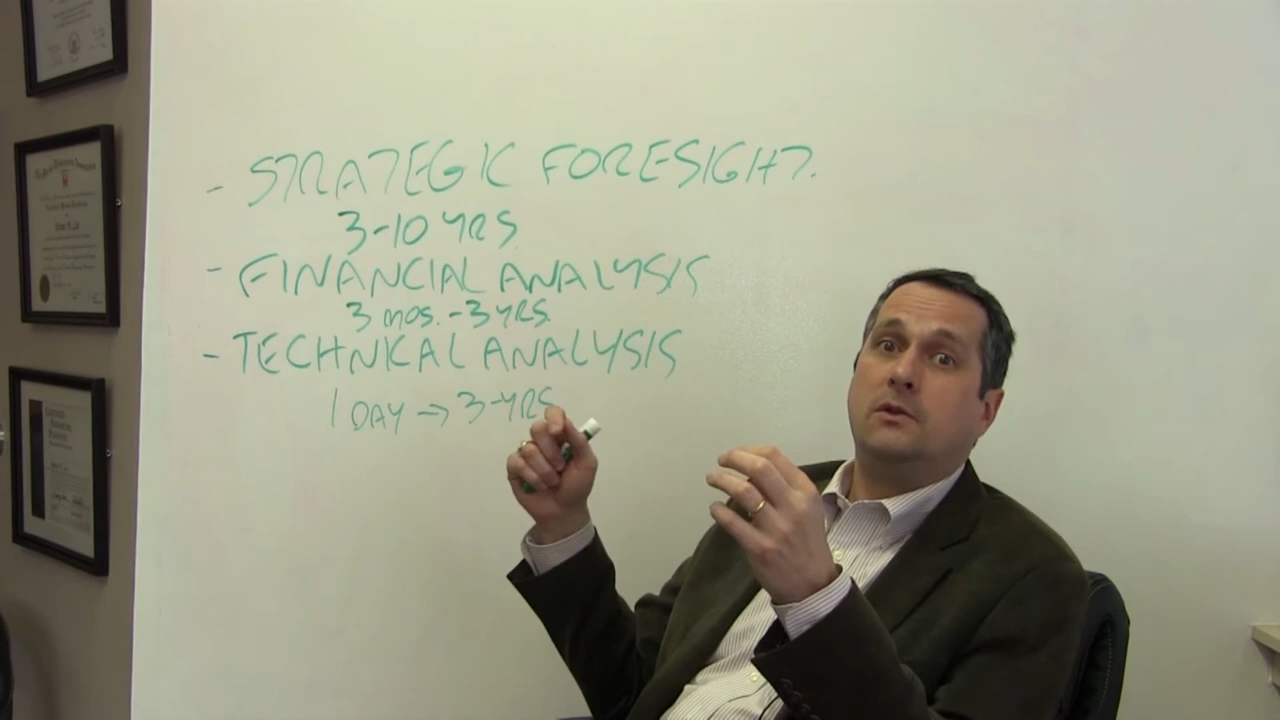 - STRATEGIC FORESIGHT.
3-10 YRS
- FINANCIAL ANALYSIS
3 MOS. - 3 YRS.
- TECHNICAL ANALYSIS
1 DAY → 3-YRS